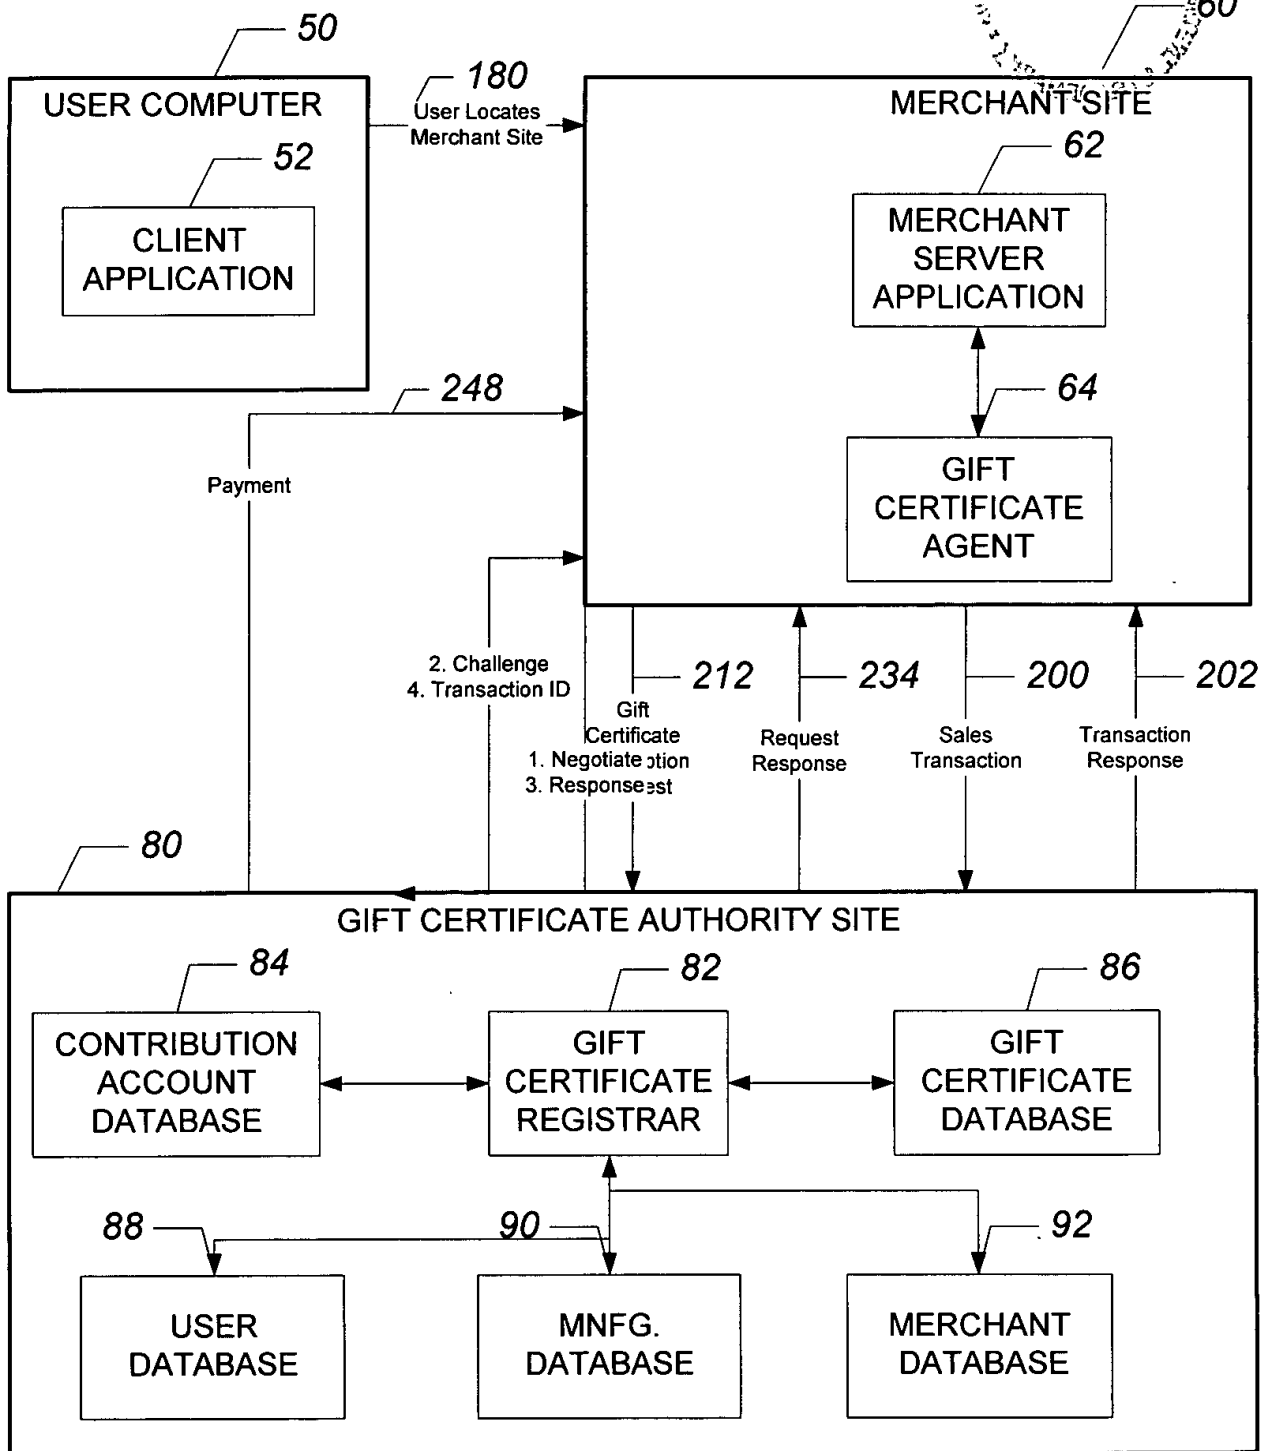 50
60
USER COMPUTER
180
User Locates
Merchant Site
MERCHANT SITE
52
62
CLIENT
APPLICATION
MERCHANT
SERVER
APPLICATION
248
64
Payment
GIFT
CERTIFICATE
AGENT
2. Challenge
4. Transaction ID
212
234
200
202
Gift
Certificate
1. Negotiate
3. Response
Request
Response
Sales
Transaction
Transaction
Response
80
GIFT CERTIFICATE AUTHORITY SITE
84
82
86
CONTRIBUTION
ACCOUNT
DATABASE
GIFT
CERTIFICATE
REGISTRAR
GIFT
CERTIFICATE
DATABASE
88
90
92
USER
DATABASE
MNFG.
DATABASE
MERCHANT
DATABASE